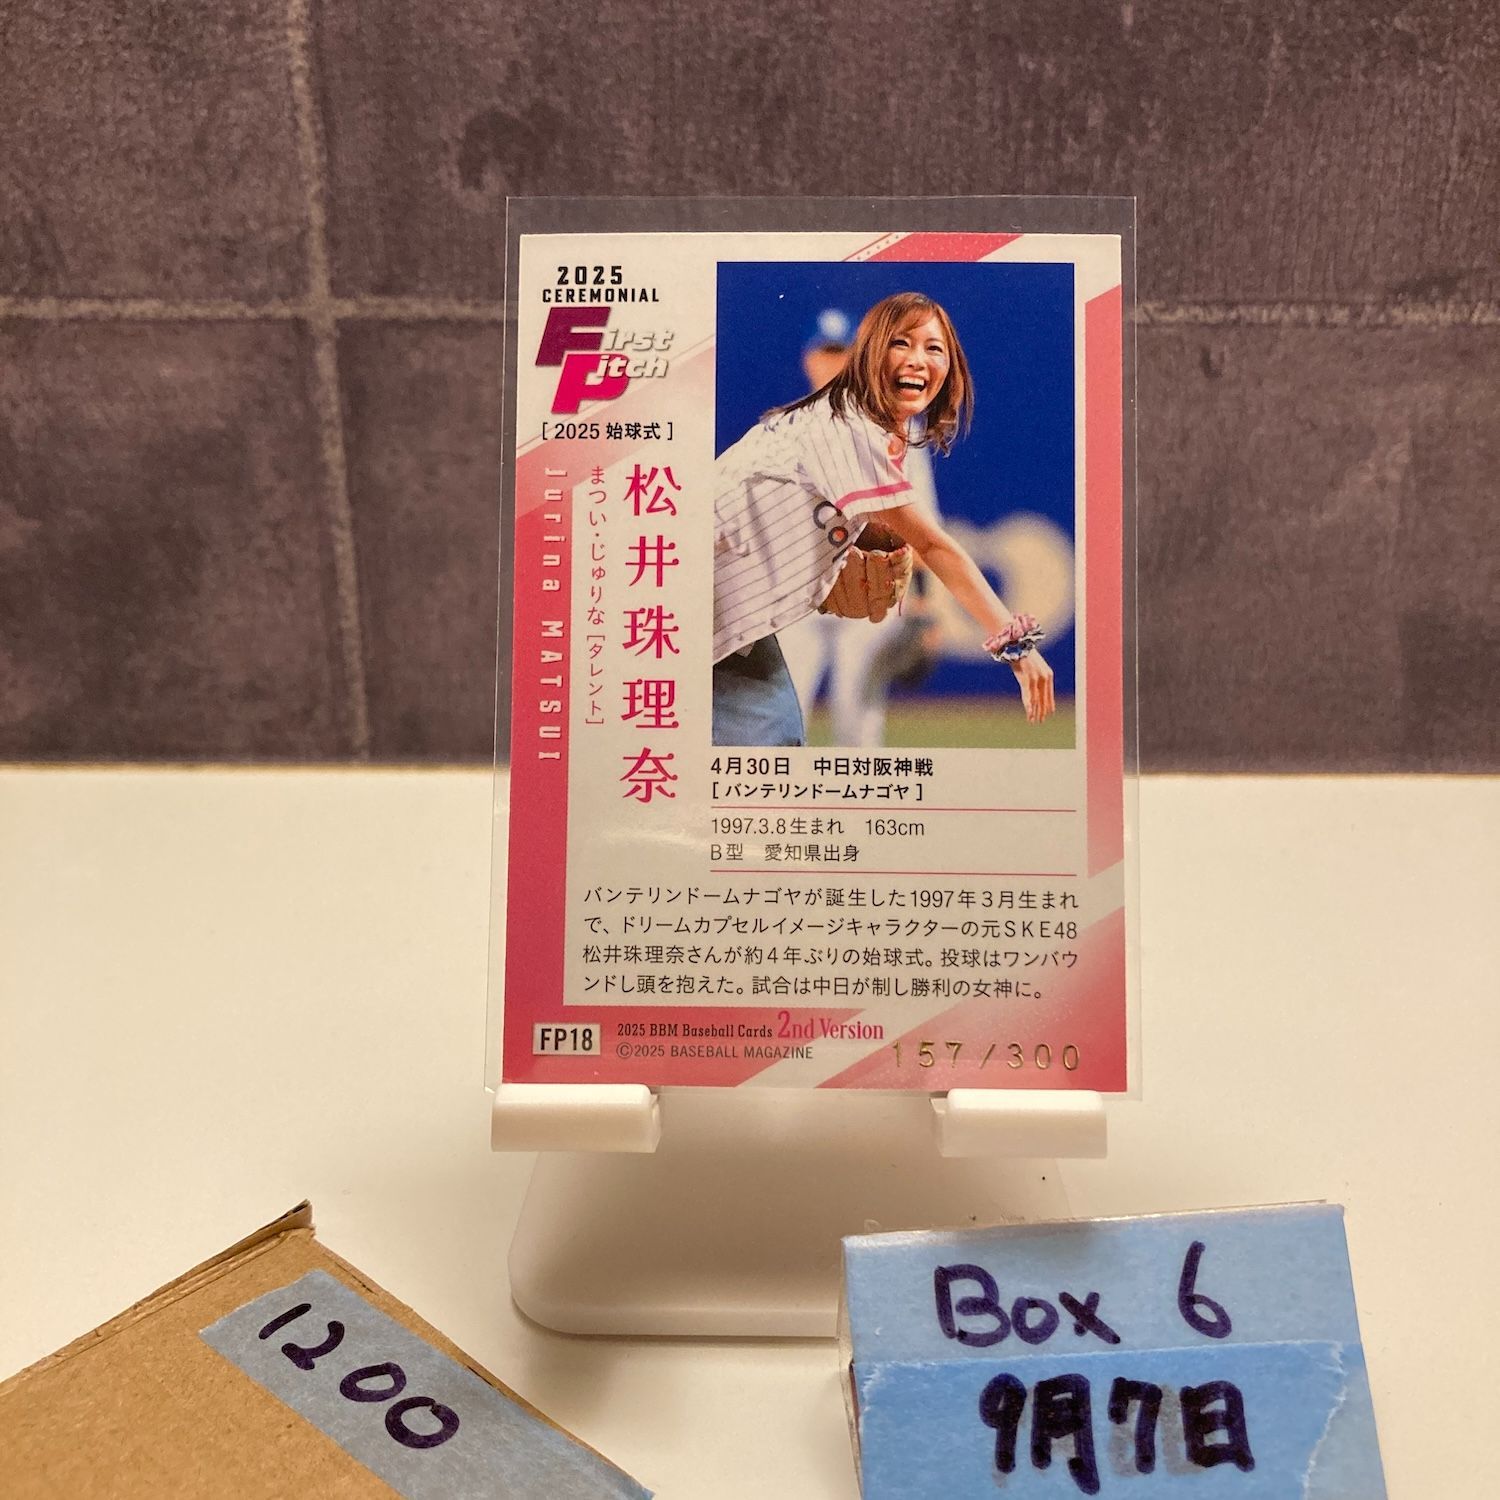 2025
CEREMONIAL
First
Pitch
[ 2025 始球式 ]
松井珠理奈
まつい・じゅりな [タレント]
Jurina MATSUI
Co
4月30日 中日対阪神戦
[ バンテリンドームナゴヤ ]
1997.3.8生まれ 163cm
B型 愛知県出身
バンテリンドームナゴヤが誕生した1997年3月生まれ
で、ドリームカプセルイメージキャラクターの元SKE48
松井珠理奈さんが約4年ぶりの始球式。投球はワンバウ
ンドし頭を抱えた。試合は中日が制し勝利の女神に。
FP18
2025 BBM Baseball Cards 2nd Version
©2025 BASEBALL MAGAZINE
157/300
1200
Box 6
9月7日